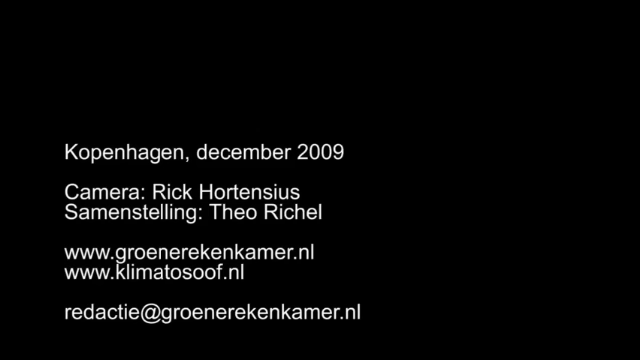 Kopenhagen, december 2009
Camera: Rick Hortensius
Samenstelling: Theo Richel
www.groenerekenkamer.nl
www.klimatosoof.nl
redactie@groenerekenkamer.nl